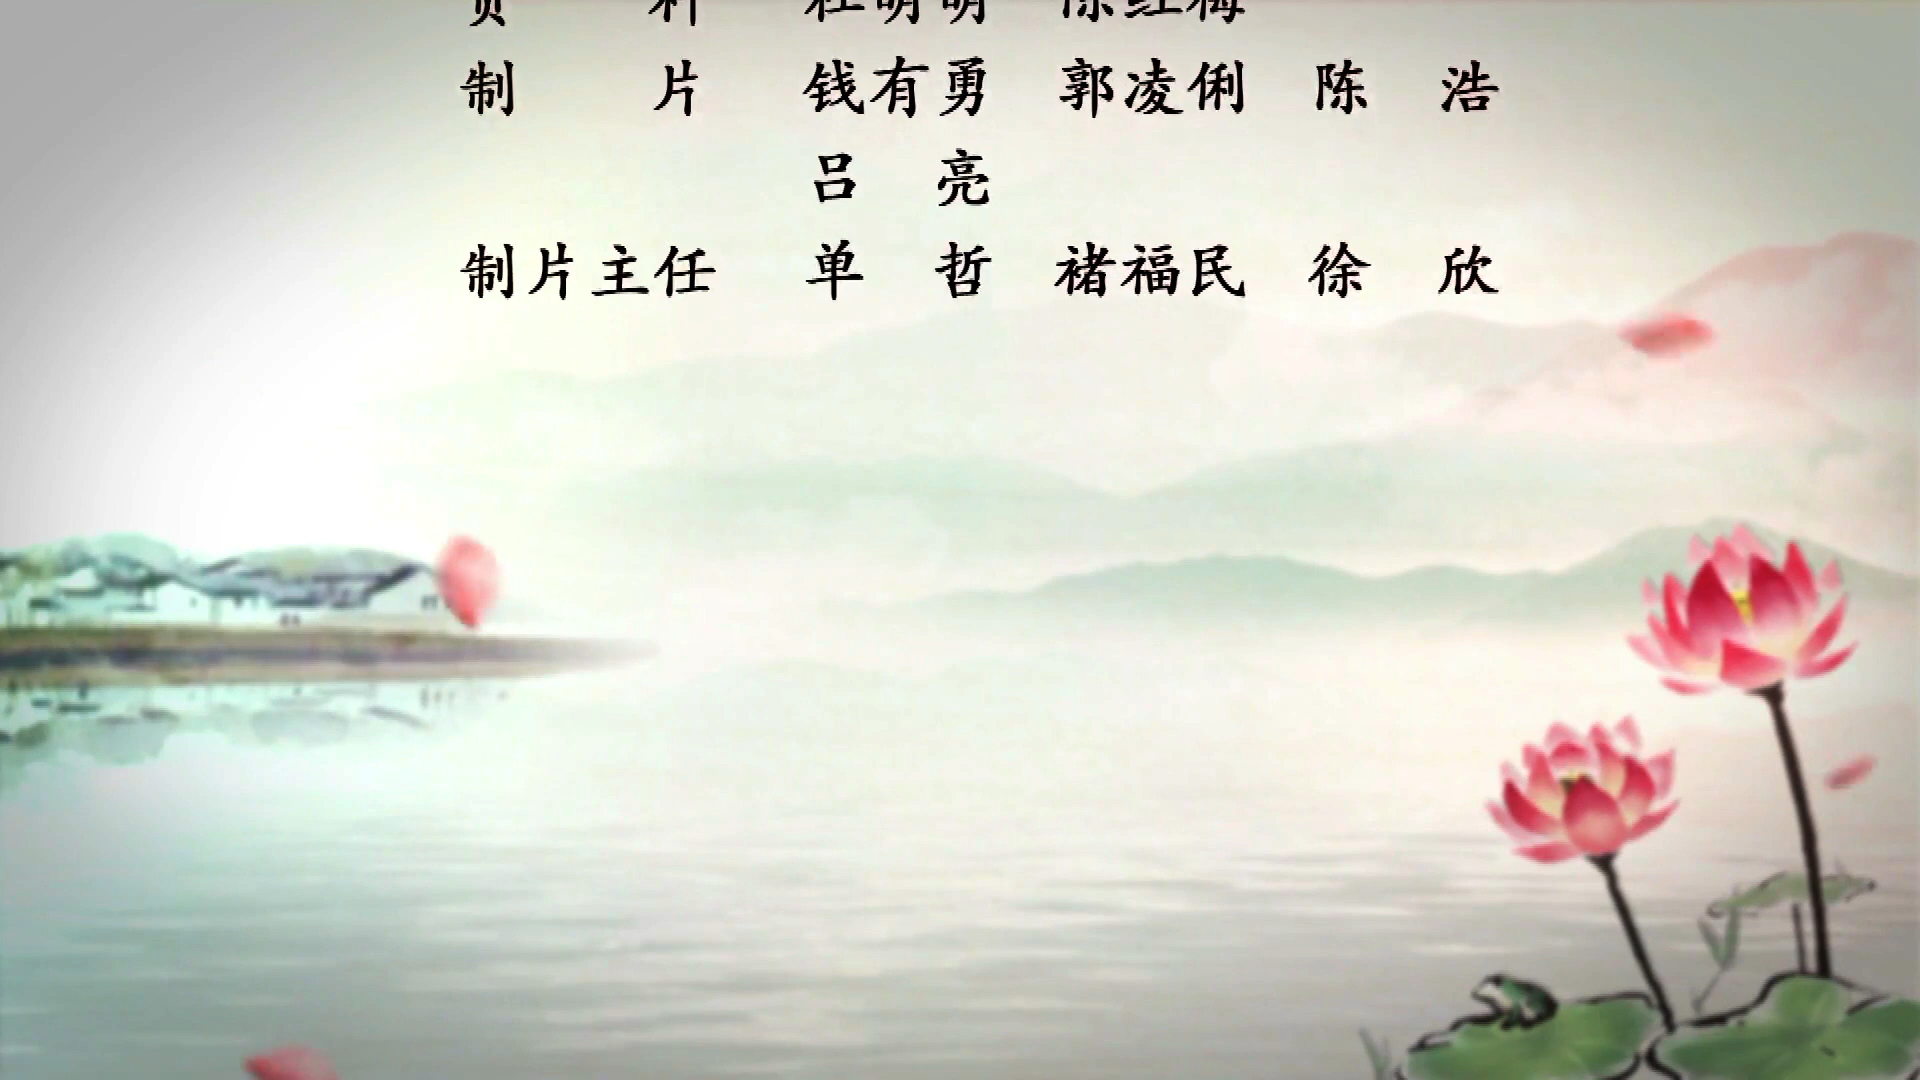 制片 钱有勇 郭凌俐 陈浩
吕亮
制片主任 单哲 褚福民 徐欣